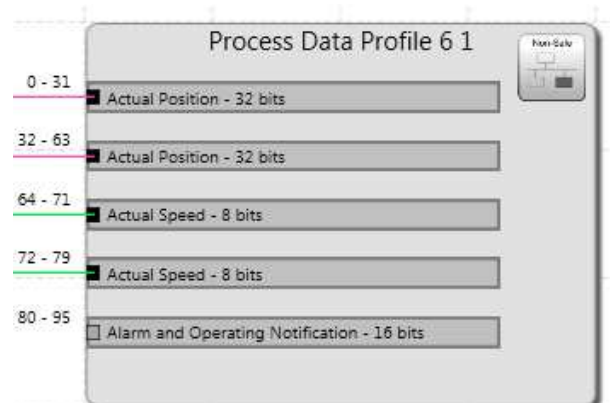 Process Data Profile 6 1
Non-Safe
0 - 31
Actual Position - 32 bits
32 - 63
Actual Position - 32 bits
64 - 71
Actual Speed - 8 bits
72 - 79
Actual Speed - 8 bits
80 - 95
Alarm and Operating Notification - 16 bits